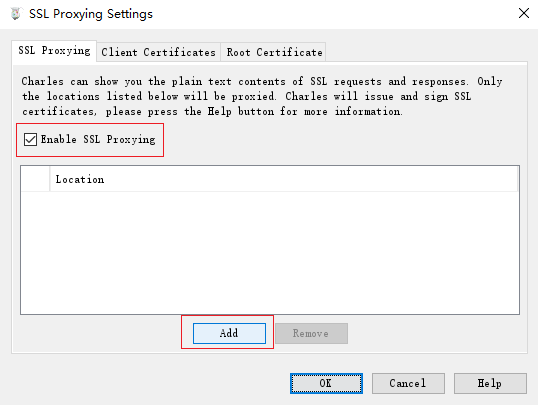 SSL Proxying Settings
SSL Proxying Client Certificates Root Certificate
Charles can show you the plain text contents of SSL requests and responses. Only
the locations listed below will be proxied. Charles will issue and sign SSL
certificates, please press the Help button for more information.
Enable SSL Proxying
Location
Add Remove
OK Cancel Help